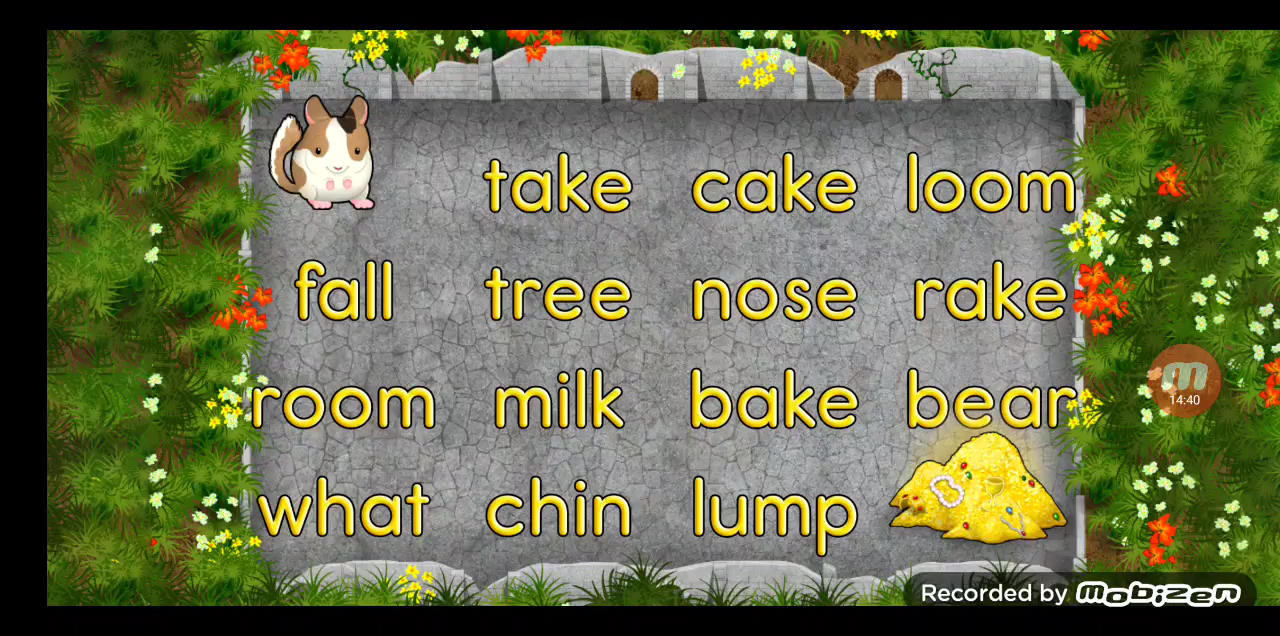 take cake loom
fall tree nose rake
room milk bake bear
what chin lump
m
14:40
Recorded by mobizen